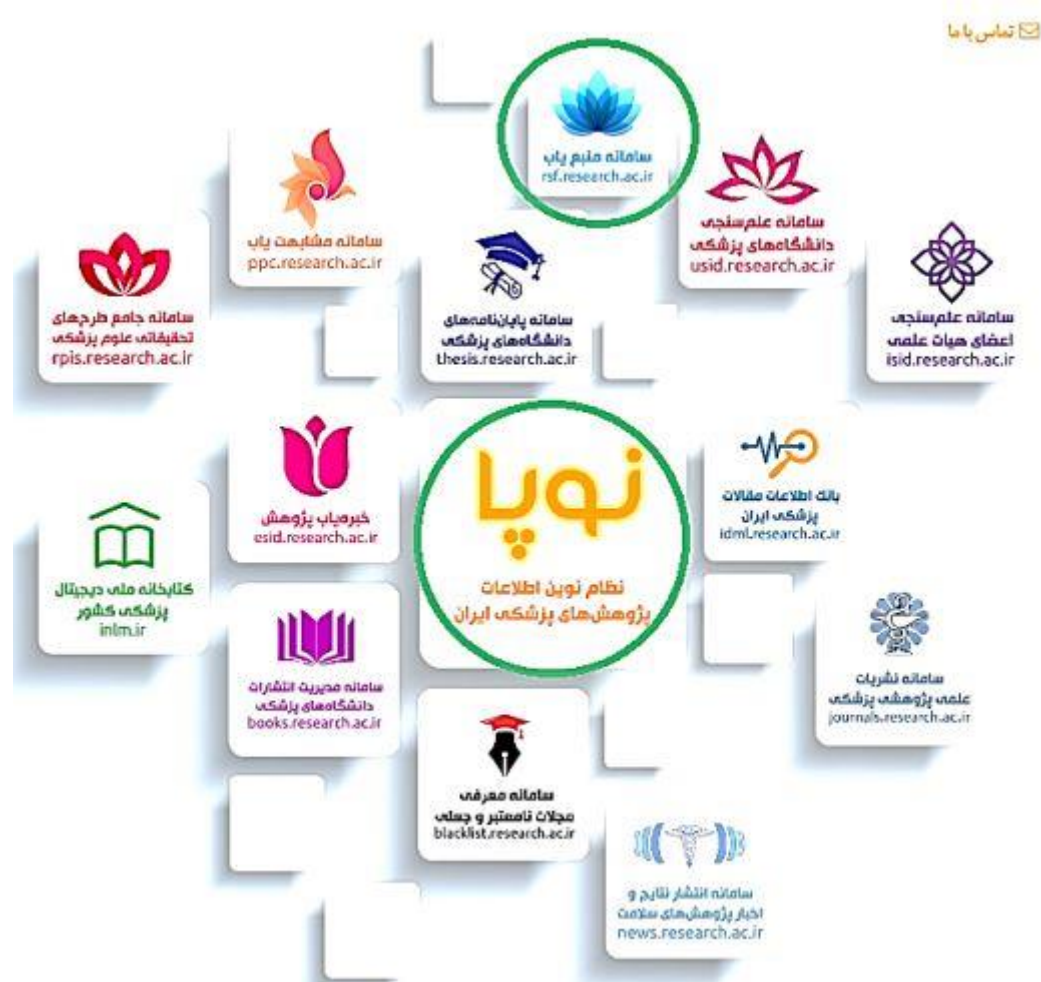 تماس با ما
سامانه منبع یاب
rsf.research.ac.ir
سامانه مشابهت یاب
ppc.research.ac.ir
سامانه علم‌سنجی
دانشگاه‌های پزشکی
usid.research.ac.ir
سامانه جامع طرح‌های
تحقیقاتی علوم پزشکی
rpis.research.ac.ir
سامانه پایان‌نامه‌های
دانشگاه‌های پزشکی
thesis.research.ac.ir
سامانه علم‌سنجی
اعضای هیات علمی
isid.research.ac.ir
خبره‌یاب پژوهش
esid.research.ac.ir
نوپا
نظام نوین اطلاعات
پژوهش‌های پزشکی ایران
بانک اطلاعات مقالات
پزشکی ایران
idml.research.ac.ir
کتابخانه ملی دیجیتال
پزشکی کشور
inlm.ir
سامانه مدیریت انتشارات
دانشگاه‌های پزشکی
books.research.ac.ir
سامانه نشریات
علمی پژوهشی پزشکی
journals.research.ac.ir
سامانه معرفی
مجلات نامعتبر و جعلی
blacklist.research.ac.ir
سامانه انتشار نتایج و
اخبار پژوهش‌های سلامت
news.research.ac.ir